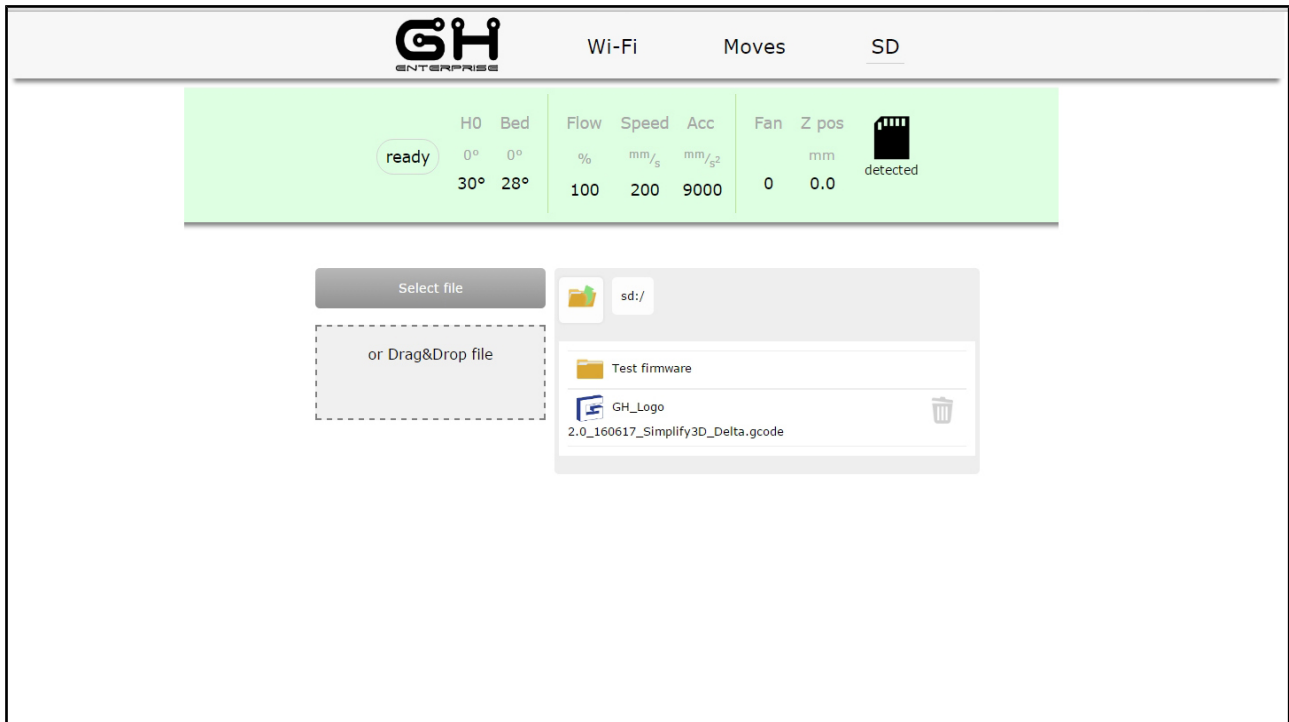 GH
ENTERPRISE
Wi-Fi Moves SD
H0 Bed Flow Speed Acc Fan Z pos
ready 0° 0° % mm/s mm/s² mm
30° 28° 100 200 9000 0 0.0
detected
Select file
sd:/
or Drag&Drop file
Test firmware
GH_Logo
2.0_160617_Simplify3D_Delta.gcode